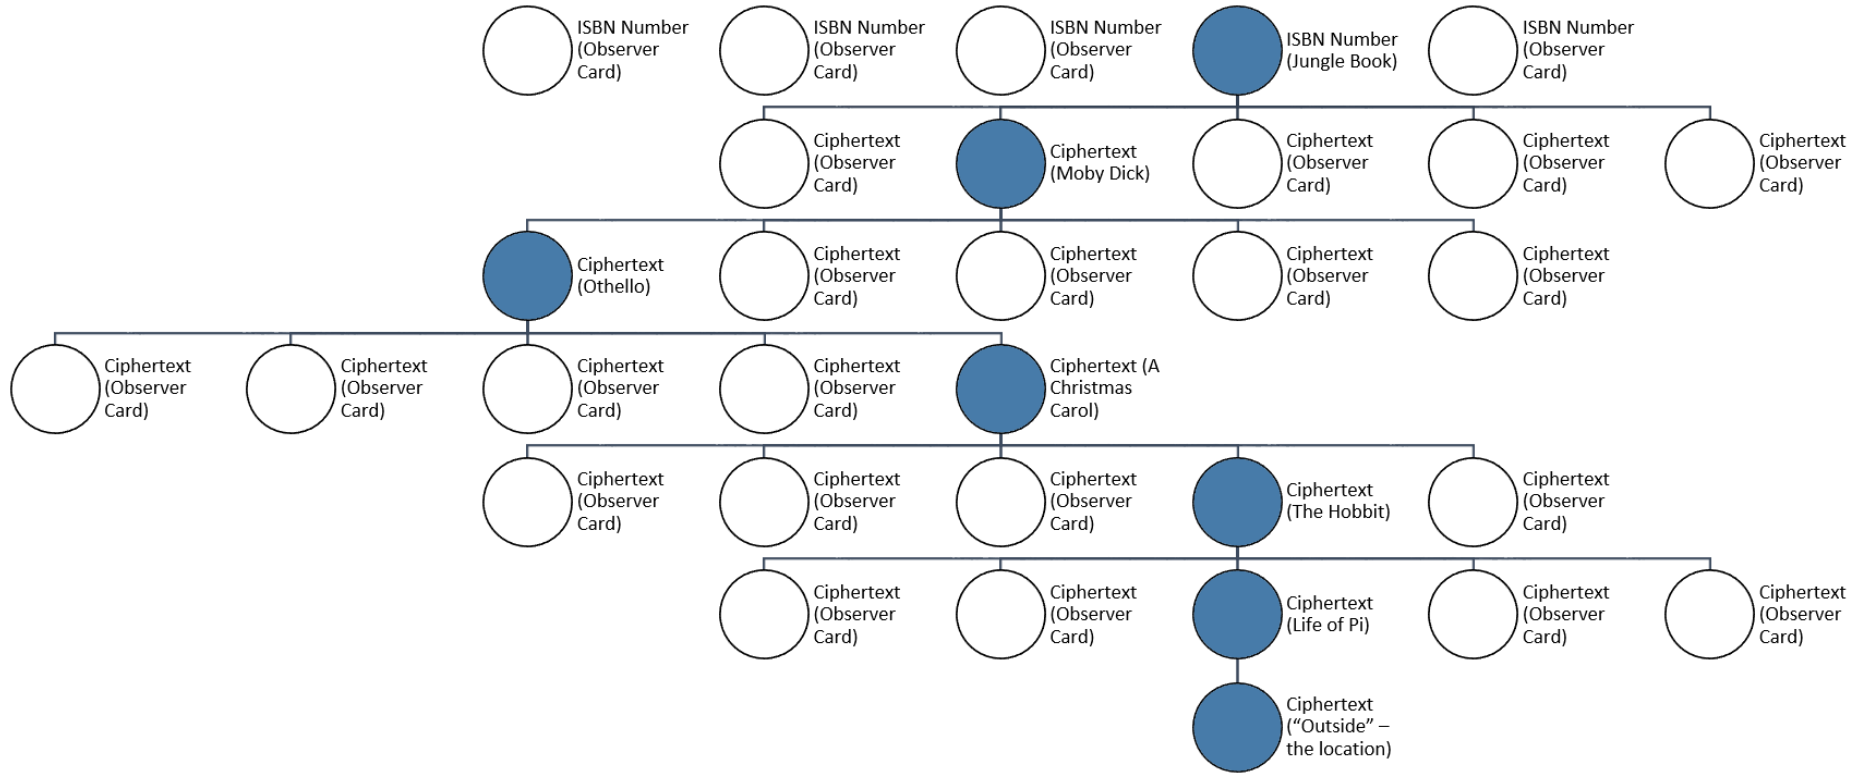 ISBN Number
(Observer
Card)
ISBN Number
(Observer
Card)
ISBN Number
(Observer
Card)
ISBN Number
(Jungle Book)
ISBN Number
(Observer
Card)
Ciphertext
(Observer
Card)
Ciphertext
(Moby Dick)
Ciphertext
(Observer
Card)
Ciphertext
(Observer
Card)
Ciphertext
(Observer
Card)
Ciphertext
(Othello)
Ciphertext
(Observer
Card)
Ciphertext
(Observer
Card)
Ciphertext
(Observer
Card)
Ciphertext
(Observer
Card)
Ciphertext
(Observer
Card)
Ciphertext
(Observer
Card)
Ciphertext
(Observer
Card)
Ciphertext
(Observer
Card)
Ciphertext (A
Christmas
Carol)
Ciphertext
(Observer
Card)
Ciphertext
(Observer
Card)
Ciphertext
(Observer
Card)
Ciphertext
(The Hobbit)
Ciphertext
(Observer
Card)
Ciphertext
(Observer
Card)
Ciphertext
(Observer
Card)
Ciphertext
(Life of Pi)
Ciphertext
(Observer
Card)
Ciphertext
(Observer
Card)
Ciphertext
(“Outside” –
the location)